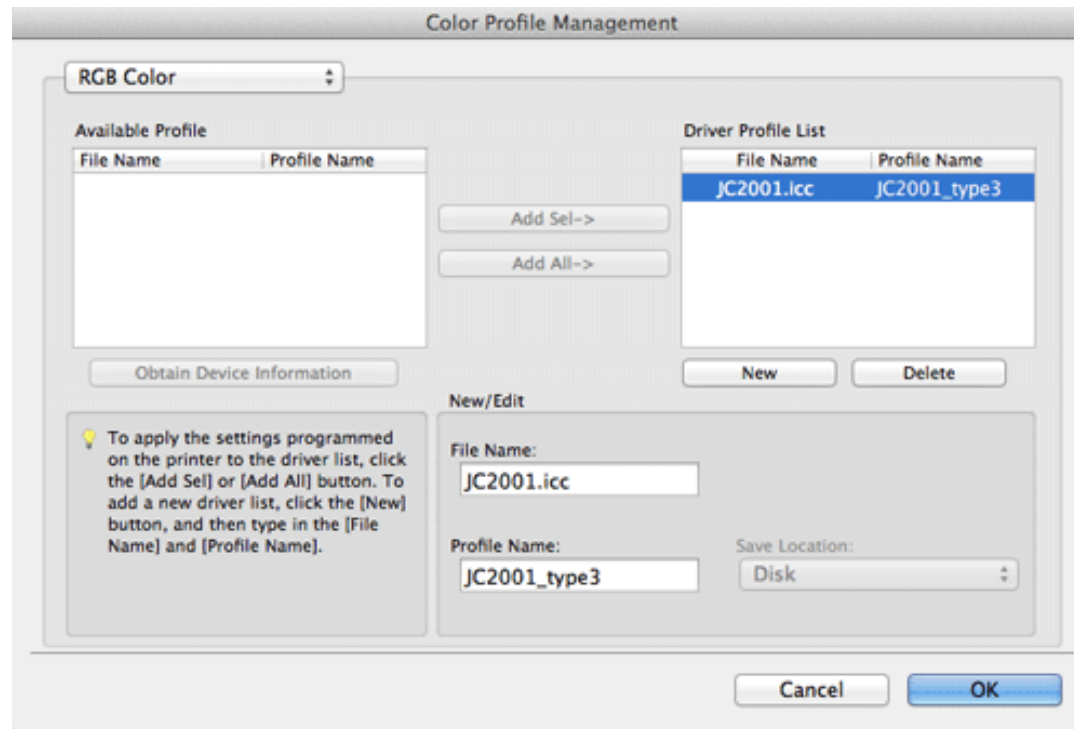 Color Profile Management
RGB Color
Available Profile
File Name Profile Name
Add Sel->
Add All->
Obtain Device Information
Driver Profile List
File Name Profile Name
JC2001.icc JC2001_type3
New Delete
To apply the settings programmed
on the printer to the driver list, click
the [Add Sel] or [Add All] button. To
add a new driver list, click the [New]
button, and then type in the [File
Name] and [Profile Name].
New/Edit
File Name:
JC2001.icc
Profile Name:
JC2001_type3
Save Location:
Disk
Cancel OK